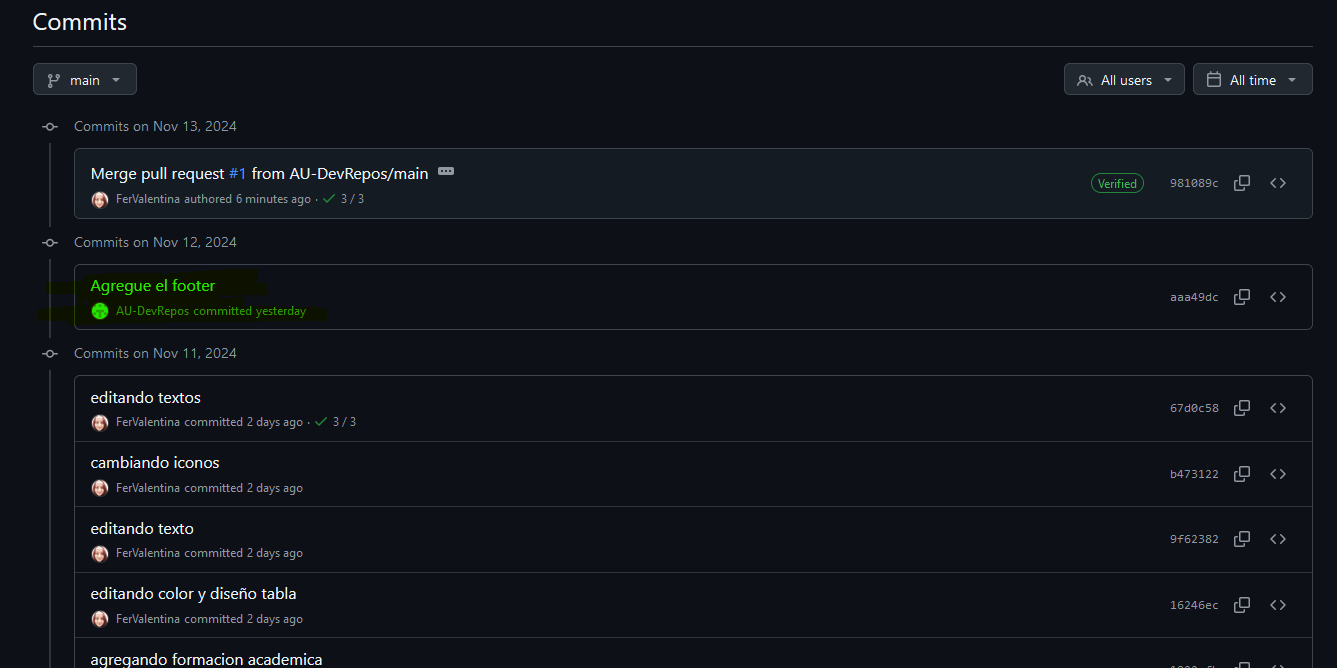 Commits
main
All users
All time
Commits on Nov 13, 2024
Merge pull request #1 from AU-DevRepos/main
Verified
981089c
FerValentina authored 6 minutes ago · 3 / 3
Commits on Nov 12, 2024
Agregue el footer
aaa49dc
AU-DevRepos committed yesterday
Commits on Nov 11, 2024
editando textos
67d0c58
FerValentina committed 2 days ago · 3 / 3
cambiando iconos
b473122
FerValentina committed 2 days ago
editando texto
9f62382
FerValentina committed 2 days ago
editando color y diseño tabla
16246ec
FerValentina committed 2 days ago
agregando formacion academica